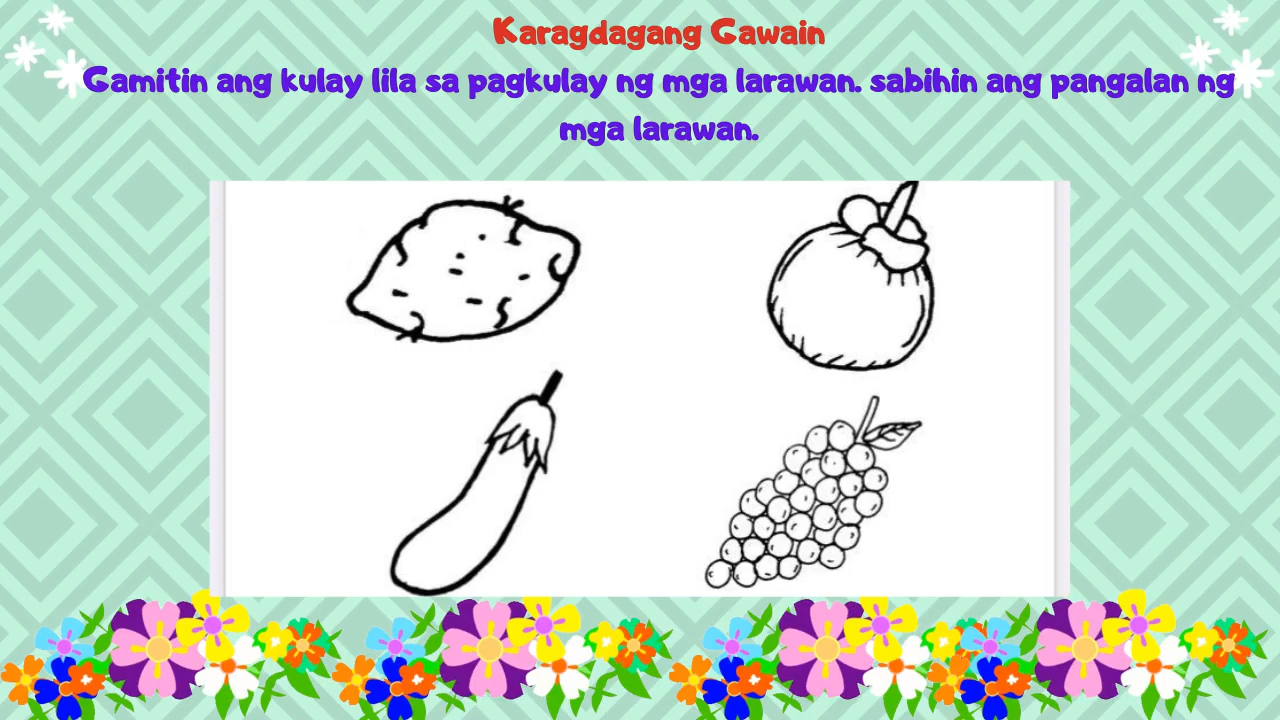 Karagdagang Gawain
Gamitin ang kulay lila sa pagkulay ng mga larawan. sabihin ang pangalan ng
mga larawan.